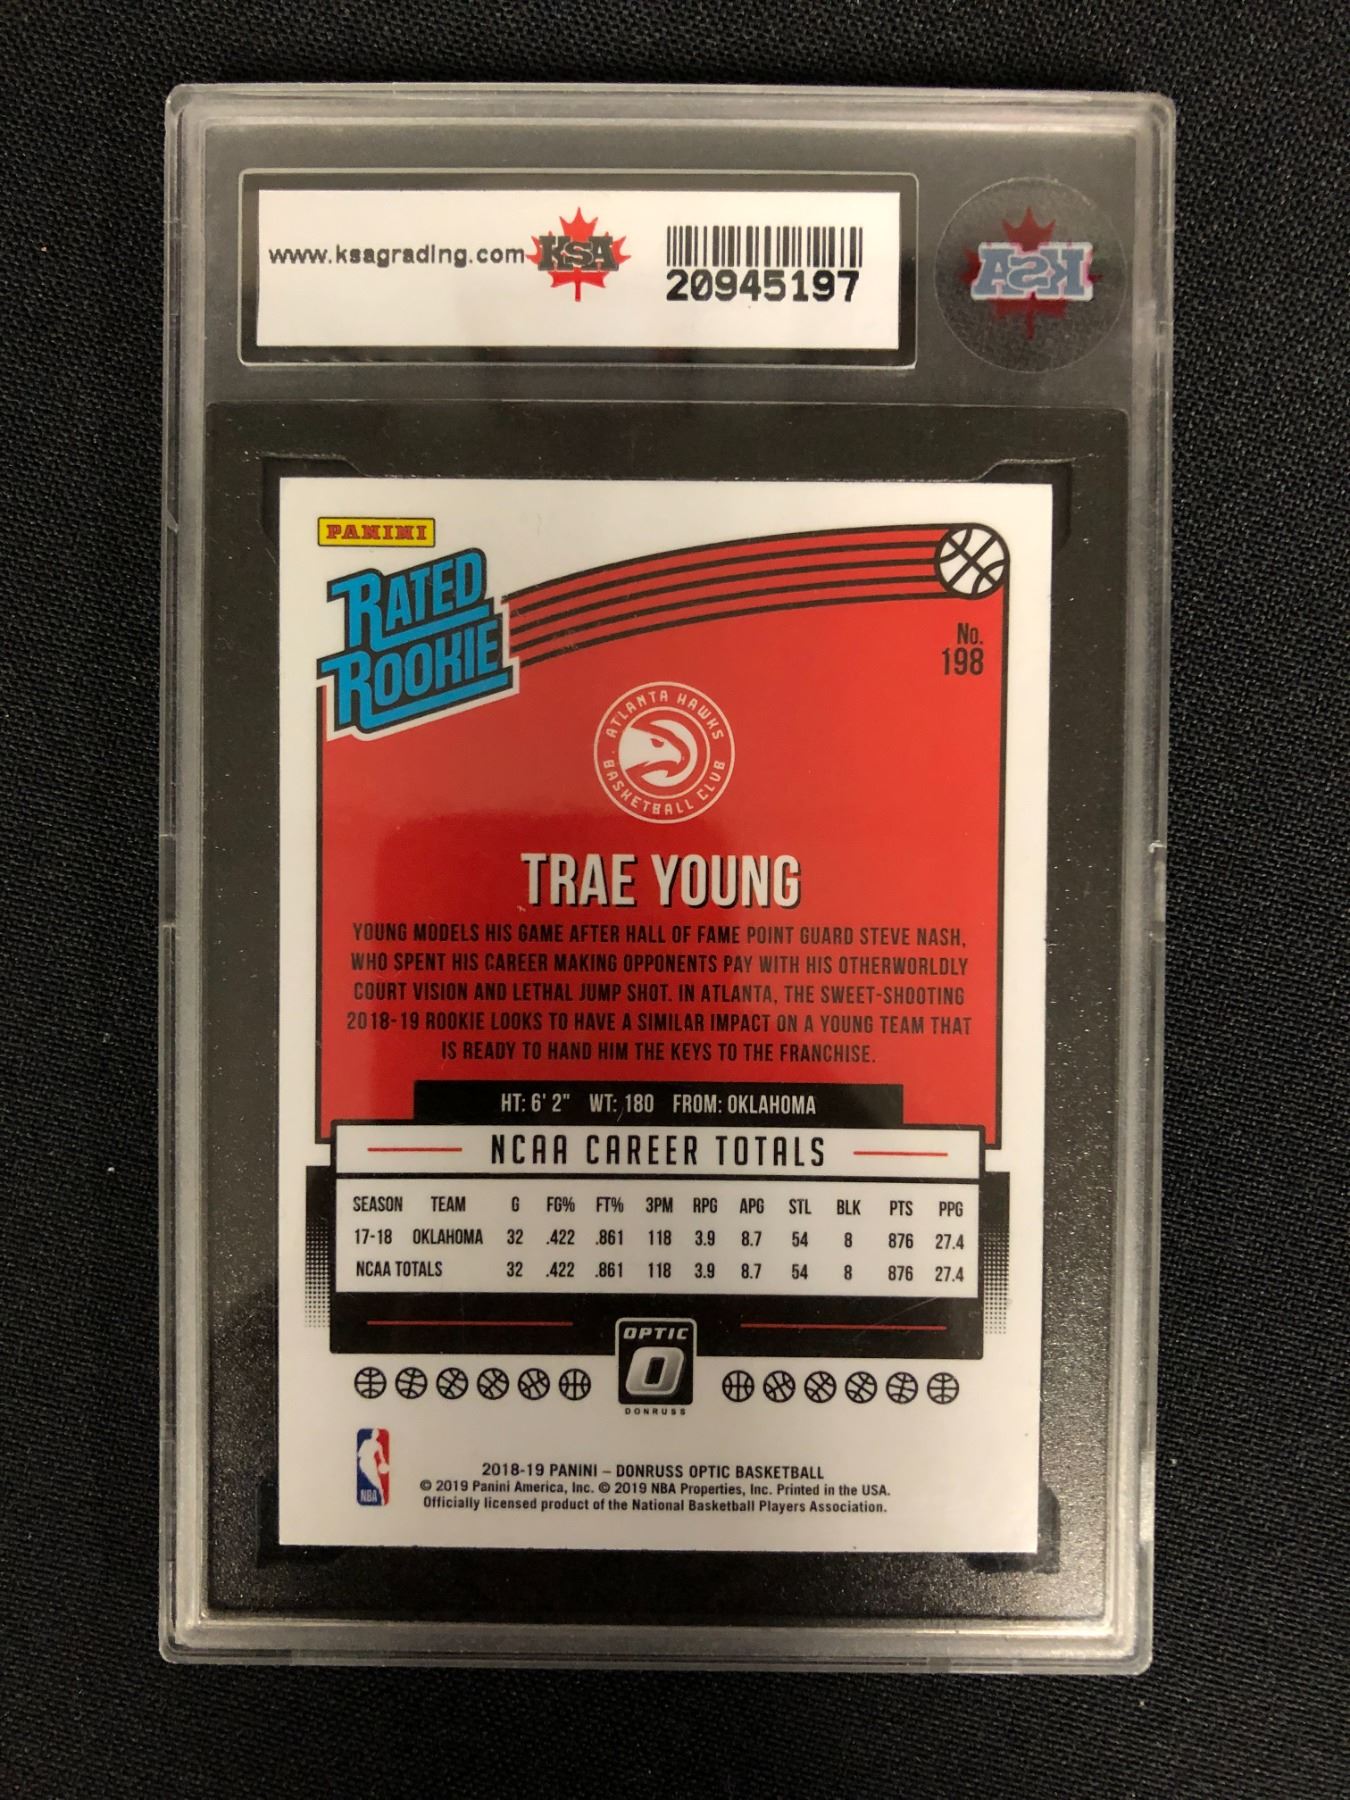 www.ksagrading.com KSA
20945197
KSA
PANINI
RATED
ROOKIE
No.
198
ATLANTA HAWKS
BASKETBALL CLUB
TRAE YOUNG
YOUNG MODELS HIS GAME AFTER HALL OF FAME POINT GUARD STEVE NASH,
WHO SPENT HIS CAREER MAKING OPPONENTS PAY WITH HIS OTHERWORLDLY
COURT VISION AND LETHAL JUMP SHOT. IN ATLANTA, THE SWEET-SHOOTING
2018-19 ROOKIE LOOKS TO HAVE A SIMILAR IMPACT ON A YOUNG TEAM THAT
IS READY TO HAND HIM THE KEYS TO THE FRANCHISE.
HT: 6' 2" WT: 180 FROM: OKLAHOMA
NCAA CAREER TOTALS
SEASON TEAM G FG% FT% 3PM RPG APG STL BLK PTS PPG
17-18 OKLAHOMA 32 .422 .861 118 3.9 8.7 54 8 876 27.4
NCAA TOTALS 32 .422 .861 118 3.9 8.7 54 8 876 27.4
OPTIC
O
DONRUSS
NBA
2018-19 PANINI – DONRUSS OPTIC BASKETBALL
© 2019 Panini America, Inc. © 2019 NBA Properties, Inc. Printed in the USA.
Officially licensed product of the National Basketball Players Association.